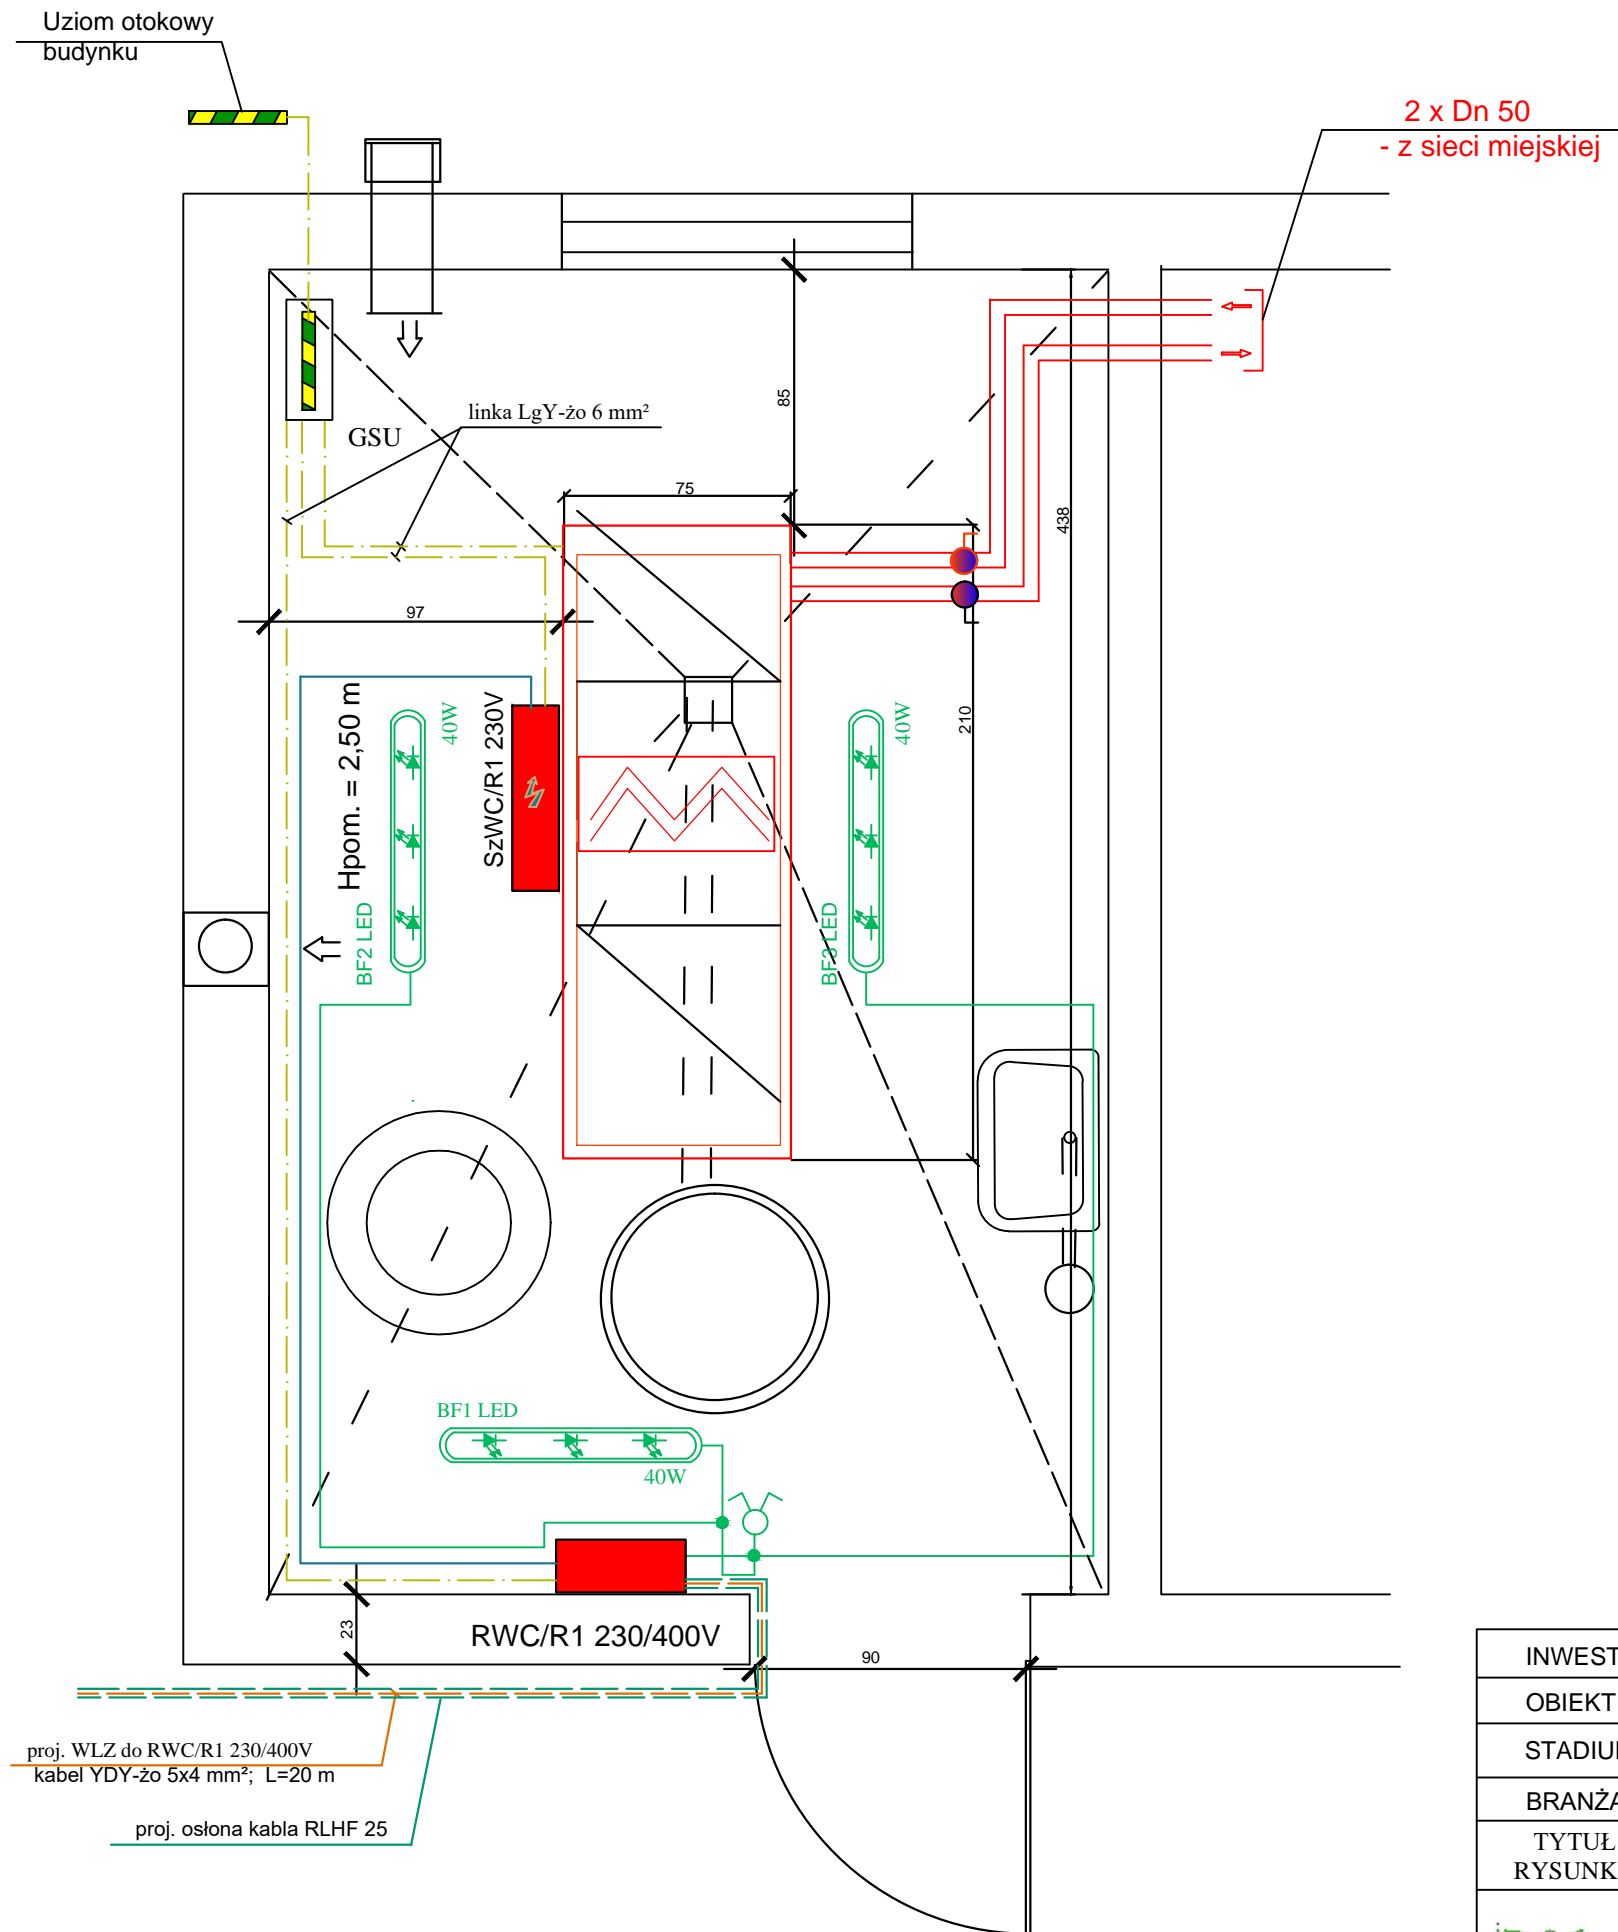 Uziom otokowy
budynku
2 x Dn 50
- z sieci miejskiej
linka LgY-żo 6 mm²
GSU
85
75
438
97
210
Hpom. = 2,50 m
40W
SzWC/R1 230V
40W
BF2 LED
BF3 LED
BF1 LED
40W
23
RWC/R1 230/400V
90
proj. WLZ do RWC/R1 230/400V
kabel YDY-żo 5x4 mm²; L=20 m
proj. osłona kabla RLHF 25
INWEST
OBIEKT
STADIU
BRANŻA
TYTUŁ
RYSUNK